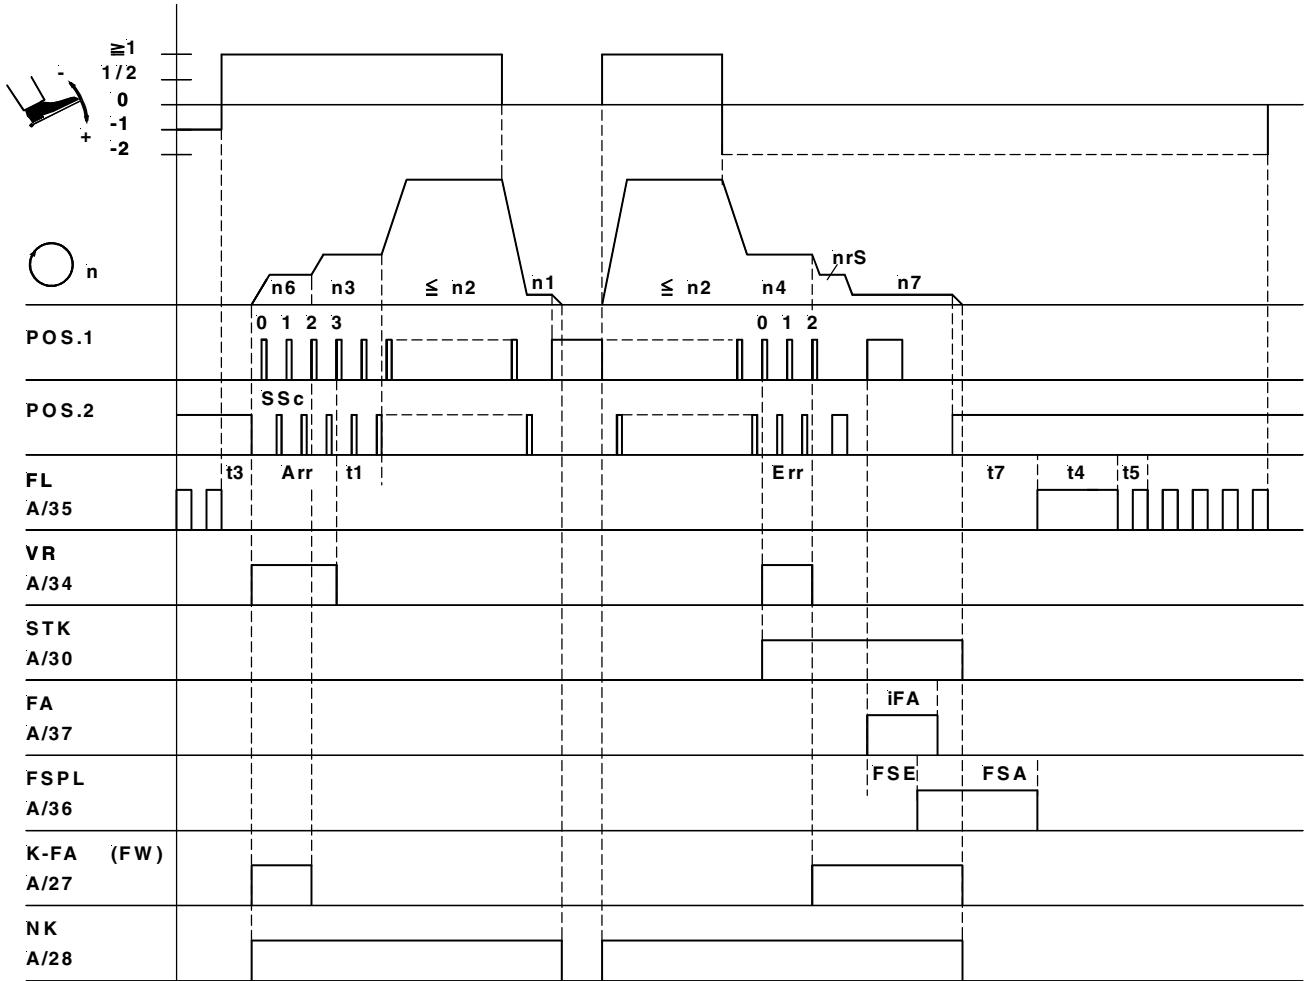 ≧1
- 1/2
0
-1
+
-2
n
n6 n3 ≦ n2 n1 ≦ n2 n4 nrS n7
0 1 2 3 0 1 2
POS.1
SSc
POS.2
t3 Arr t1 Err t7 t4 t5
FL
A/35
VR
A/34
STK
A/30
iFA
FA
A/37
FSE FSA
FSPL
A/36
K-FA (FW)
A/27
NK
A/28